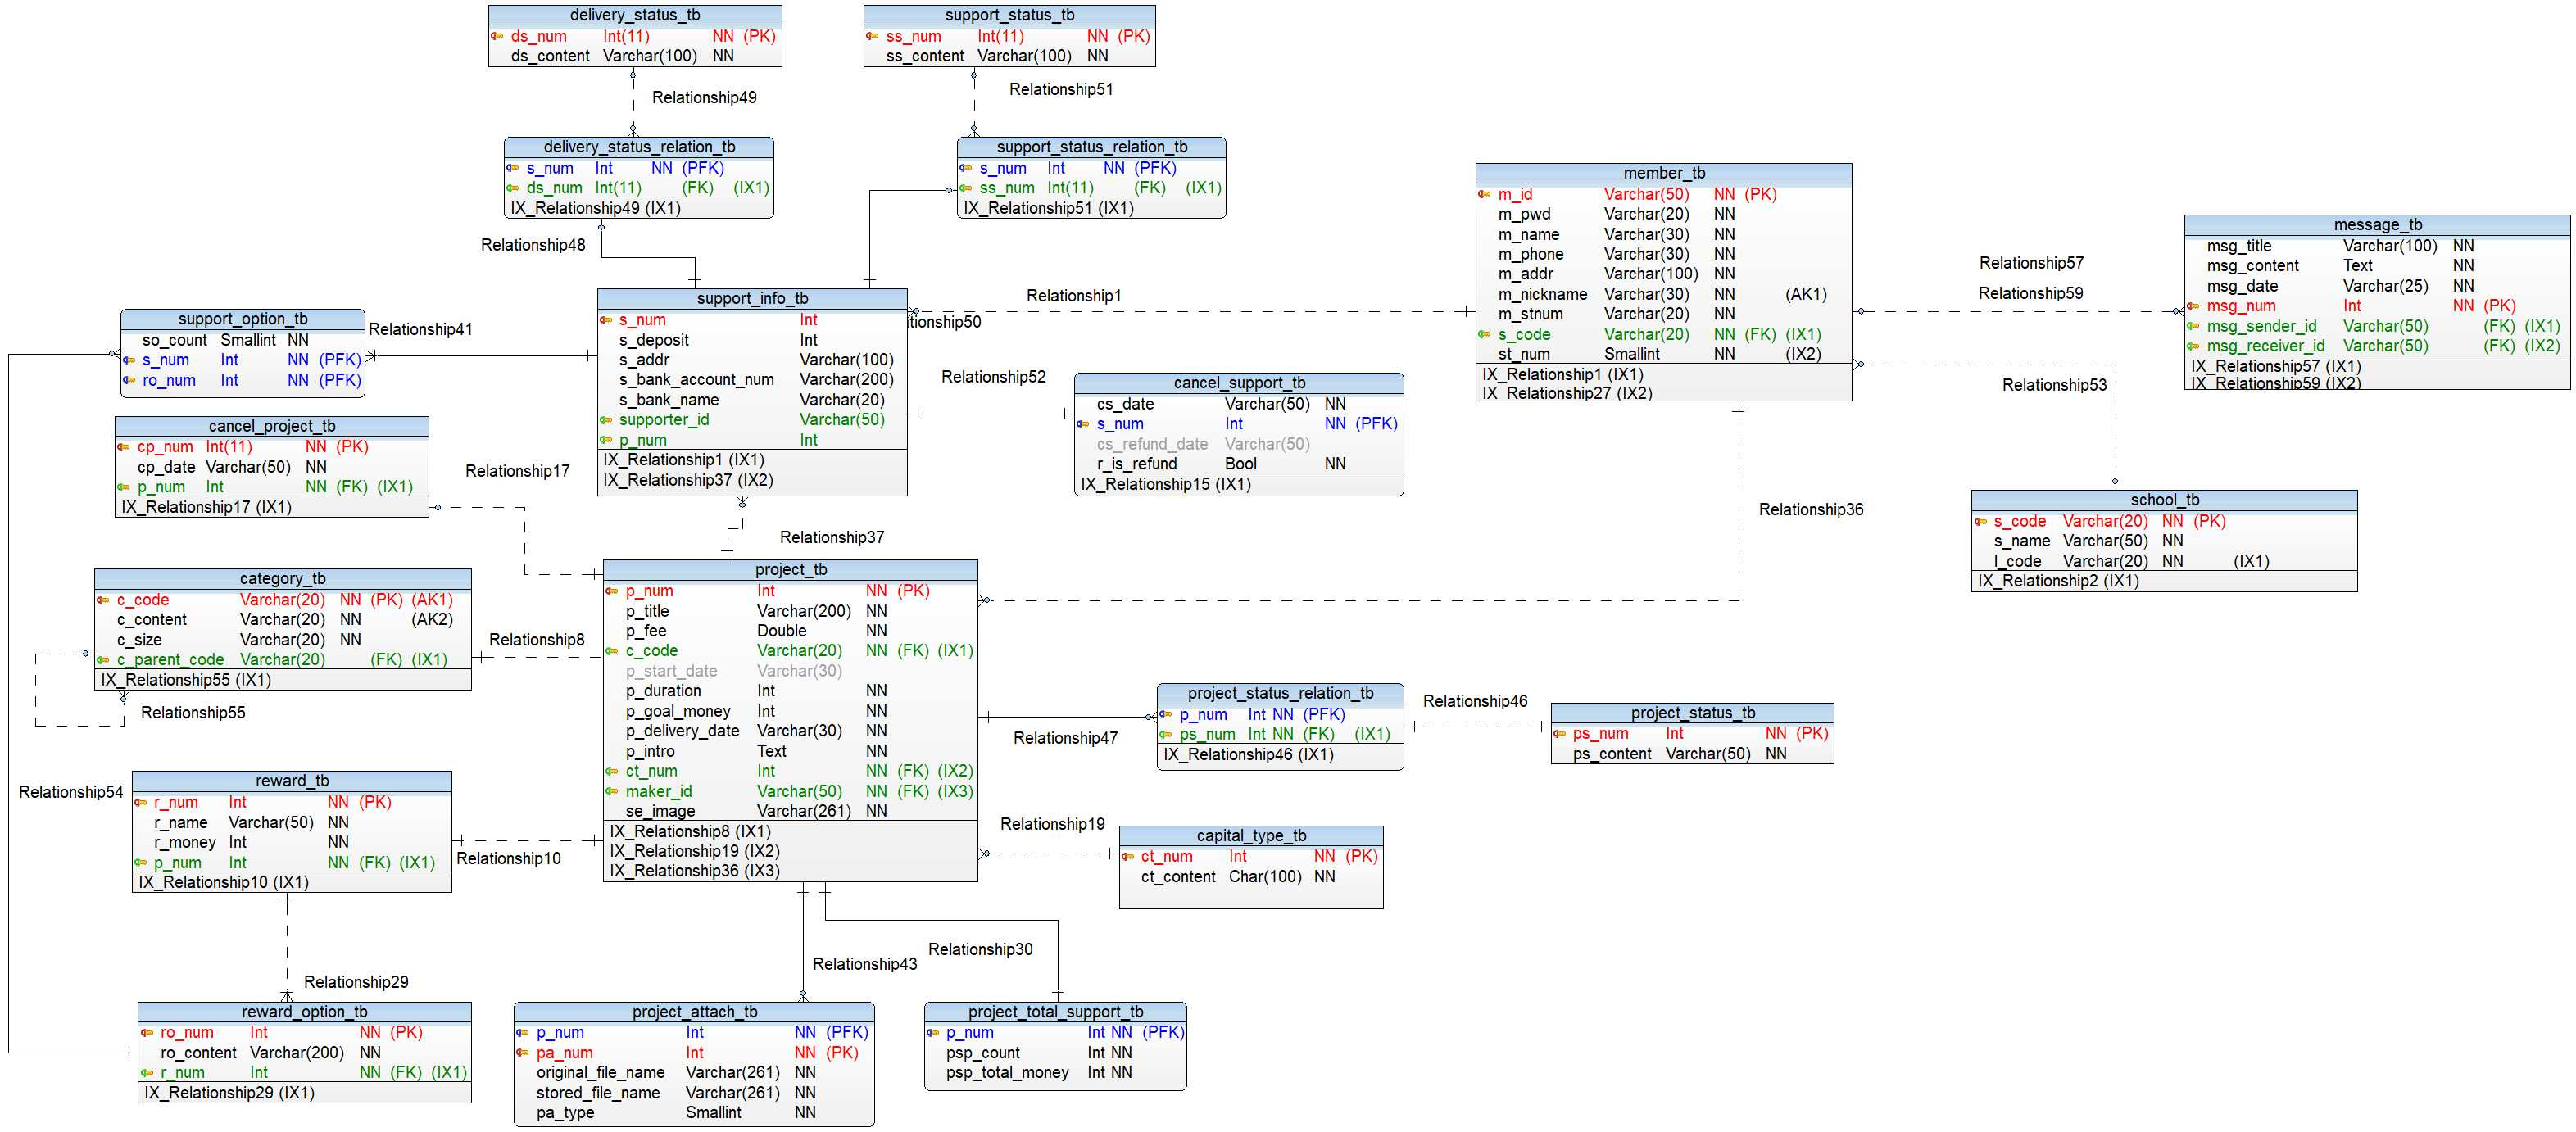 delivery_status_tb
ds_num Int(11) NN (PK)
ds_content Varchar(100) NN
support_status_tb
ss_num Int(11) NN (PK)
ss_content Varchar(100) NN
Relationship49
Relationship51
delivery_status_relation_tb
s_num Int NN (PFK)
ds_num Int(11) (FK) (IX1)
IX_Relationship49 (IX1)
support_status_relation_tb
s_num Int NN (PFK)
ss_num Int(11) (FK) (IX1)
IX_Relationship51 (IX1)
Relationship48
member_tb
m_id Varchar(50) NN (PK)
m_pwd Varchar(20) NN
m_name Varchar(30) NN
m_phone Varchar(30) NN
m_addr Varchar(100) NN
m_nickname Varchar(30) NN (AK1)
m_stnum Varchar(20) NN
s_code Varchar(20) NN (FK) (IX1)
st_num Smallint NN (IX2)
IX_Relationship1 (IX1)
IX_Relationship27 (IX2)
Relationship57
Relationship59
message_tb
msg_title Varchar(100) NN
msg_content Text NN
msg_date Varchar(25) NN
msg_num Int NN (PK)
msg_sender_id Varchar(50) (FK) (IX1)
msg_receiver_id Varchar(50) (FK) (IX2)
IX_Relationship57 (IX1)
IX_Relationship59 (IX2)
support_option_tb
so_count Smallint NN
s_num Int NN (PFK)
ro_num Int NN (PFK)
Relationship41
support_info_tb
s_num Int
s_deposit Int
s_addr Varchar(100)
s_bank_account_num Varchar(200)
s_bank_name Varchar(20)
supporter_id Varchar(50)
p_num Int
IX_Relationship1 (IX1)
IX_Relationship37 (IX2)
Relationship1
tionship50
Relationship52
cancel_support_tb
cs_date Varchar(50) NN
s_num Int NN (PFK)
cs_refund_date Varchar(50)
r_is_refund Bool NN
IX_Relationship15 (IX1)
Relationship53
cancel_project_tb
cp_num Int(11) NN (PK)
cp_date Varchar(50) NN
p_num Int NN (FK) (IX1)
IX_Relationship17 (IX1)
Relationship17
Relationship37
Relationship36
school_tb
s_code Varchar(20) NN (PK)
s_name Varchar(50) NN
l_code Varchar(20) NN (IX1)
IX_Relationship2 (IX1)
category_tb
c_code Varchar(20) NN (PK) (AK1)
c_content Varchar(20) NN (AK2)
c_size Varchar(20) NN
c_parent_code Varchar(20) (FK) (IX1)
IX_Relationship55 (IX1)
Relationship55
Relationship8
project_tb
p_num Int NN (PK)
p_title Varchar(200) NN
p_fee Double NN
c_code Varchar(20) NN (FK) (IX1)
p_start_date Varchar(30)
p_duration Int NN
p_goal_money Int NN
p_delivery_date Varchar(30) NN
p_intro Text NN
ct_num Int NN (FK) (IX2)
maker_id Varchar(50) NN (FK) (IX3)
se_image Varchar(261) NN
IX_Relationship8 (IX1)
IX_Relationship19 (IX2)
IX_Relationship36 (IX3)
Relationship47
project_status_relation_tb
p_num Int NN (PFK)
ps_num Int NN (FK) (IX1)
IX_Relationship46 (IX1)
Relationship46
project_status_tb
ps_num Int NN (PK)
ps_content Varchar(50) NN
Relationship54
reward_tb
r_num Int NN (PK)
r_name Varchar(50) NN
r_money Int NN
p_num Int NN (FK) (IX1)
IX_Relationship10 (IX1)
Relationship10
Relationship19
capital_type_tb
ct_num Int NN (PK)
ct_content Char(100) NN
Relationship29
Relationship43
Relationship30
reward_option_tb
ro_num Int NN (PK)
ro_content Varchar(200) NN
r_num Int NN (FK) (IX1)
IX_Relationship29 (IX1)
project_attach_tb
p_num Int NN (PFK)
pa_num Int NN (PK)
original_file_name Varchar(261) NN
stored_file_name Varchar(261) NN
pa_type Smallint NN
project_total_support_tb
p_num Int NN (PFK)
psp_count Int NN
psp_total_money Int NN